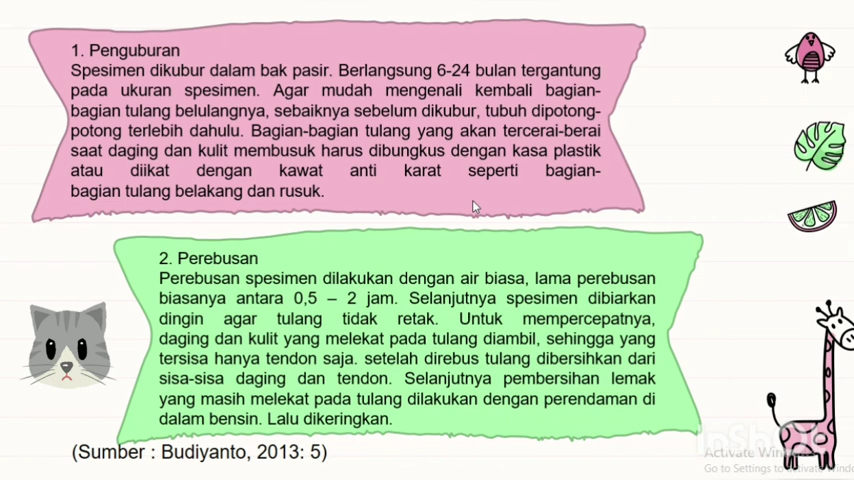 1. Penguburan
Spesimen dikubur dalam bak pasir. Berlangsung 6-24 bulan tergantung
pada ukuran spesimen. Agar mudah mengenali kembali bagian-
bagian tulang belulangnya, sebaiknya sebelum dikubur, tubuh dipotong-
potong terlebih dahulu. Bagian-bagian tulang yang akan tercerai-berai
saat daging dan kulit membusuk harus dibungkus dengan kasa plastik
atau diikat dengan kawat anti karat seperti bagian-
bagian tulang belakang dan rusuk.
2. Perebusan
Perebusan spesimen dilakukan dengan air biasa, lama perebusan
biasanya antara 0,5 – 2 jam. Selanjutnya spesimen dibiarkan
dingin agar tulang tidak retak. Untuk mempercepatnya,
daging dan kulit yang melekat pada tulang diambil, sehingga yang
tersisa hanya tendon saja. setelah direbus tulang dibersihkan dari
sisa-sisa daging dan tendon. Selanjutnya pembersihan lemak
yang masih melekat pada tulang dilakukan dengan perendaman di
dalam bensin. Lalu dikeringkan.
(Sumber : Budiyanto, 2013: 5)
InShOt
Activate Windows
Go to Settings to activate Windo